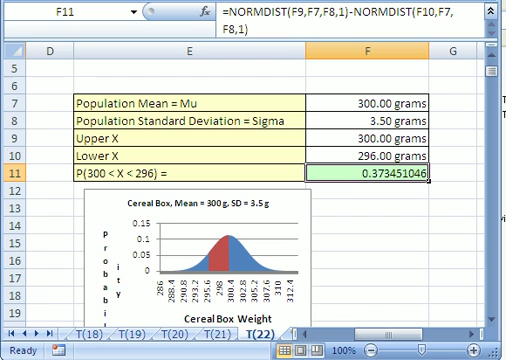 F11
fx
=NORMDIST(F9,F7,F8,1)-NORMDIST(F10,F7,
F8,1)
D E F G
5
6
7 Population Mean = Mu 300.00 grams
8 Population Standard Deviation = Sigma 3.50 grams
9 Upper X 300.00 grams
10 Lower X 296.00 grams
11 P(300 < X < 296) = 0.373451046
12
13
14
15
16
17
18
19
Cereal Box, Mean = 300 g. SD = 3.5 g
P r o b a b i l
i t y
0.15
0.1
0.05
0
286 288.4 290.8 293.2 295.6 298 300.4 302.8 305.2 307.6 310 312.4
Cereal Box Weight
T(18) T(19) T(20) T(21) T(22)
Ready 100%